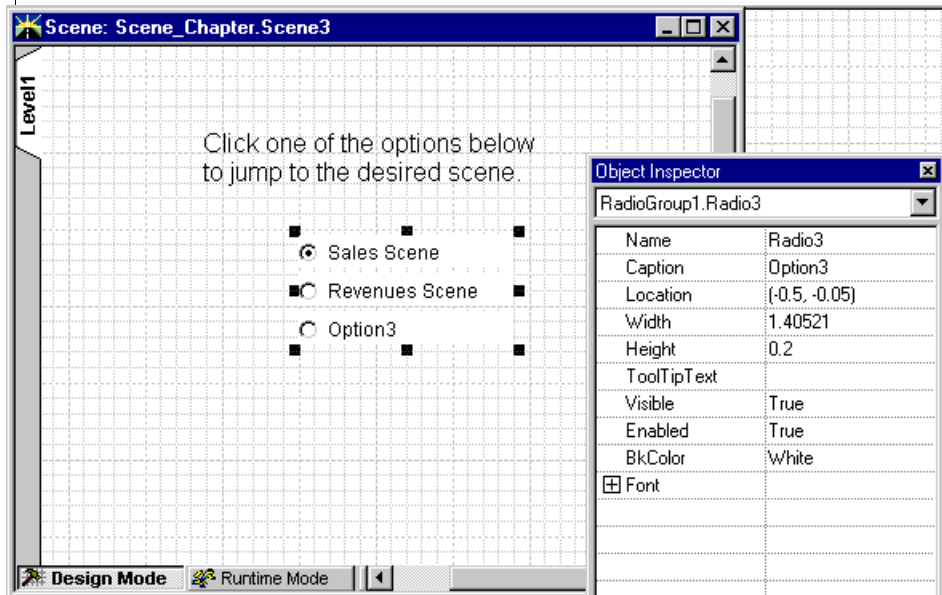 Scene: Scene_Chapter.Scene3
Level1
Click one of the options below
to jump to the desired scene.
Sales Scene
Revenues Scene
Option3
Design Mode
Runtime Mode
Object Inspector
RadioGroup1.Radio3
Name Radio3
Caption Option3
Location (-0.5, -0.05)
Width 1.40521
Height 0.2
ToolTipText
Visible True
Enabled True
BkColor White
Font